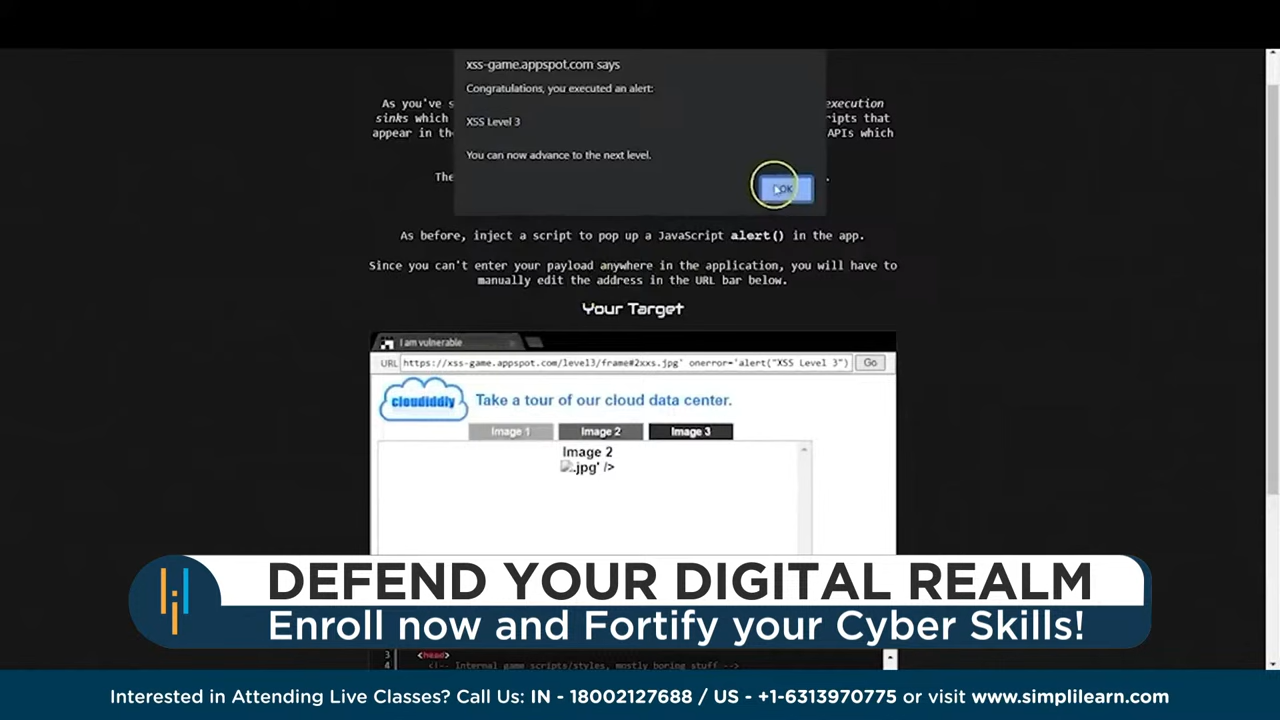 xss-game.appspot.com says
Congratulations, you executed an alert:
XSS Level 3
You can now advance to the next level.
OK
As you've s execution
sinks which ripts that
appear in the APIs which
The .
As before, inject a script to pop up a JavaScript alert() in the app.
Since you can't enter your payload anywhere in the application, you will have to
manually edit the address in the URL bar below.
Your Target
I am vulnerable
URL https://xss-game.appspot.com/level3/frame#2xxs.jpg' onerror='alert("XSS Level 3") Go
cloudiddly Take a tour of our cloud data center.
Image 1 Image 2 Image 3
Image 2
.jpg' />
DEFEND YOUR DIGITAL REALM
Enroll now and Fortify your Cyber Skills!
3 <head>
4 <!-- Internal game scripts/styles, mostly boring stuff -->
Interested in Attending Live Classes? Call Us: IN - 18002127688 / US - +1-6313970775 or visit www.simplilearn.com